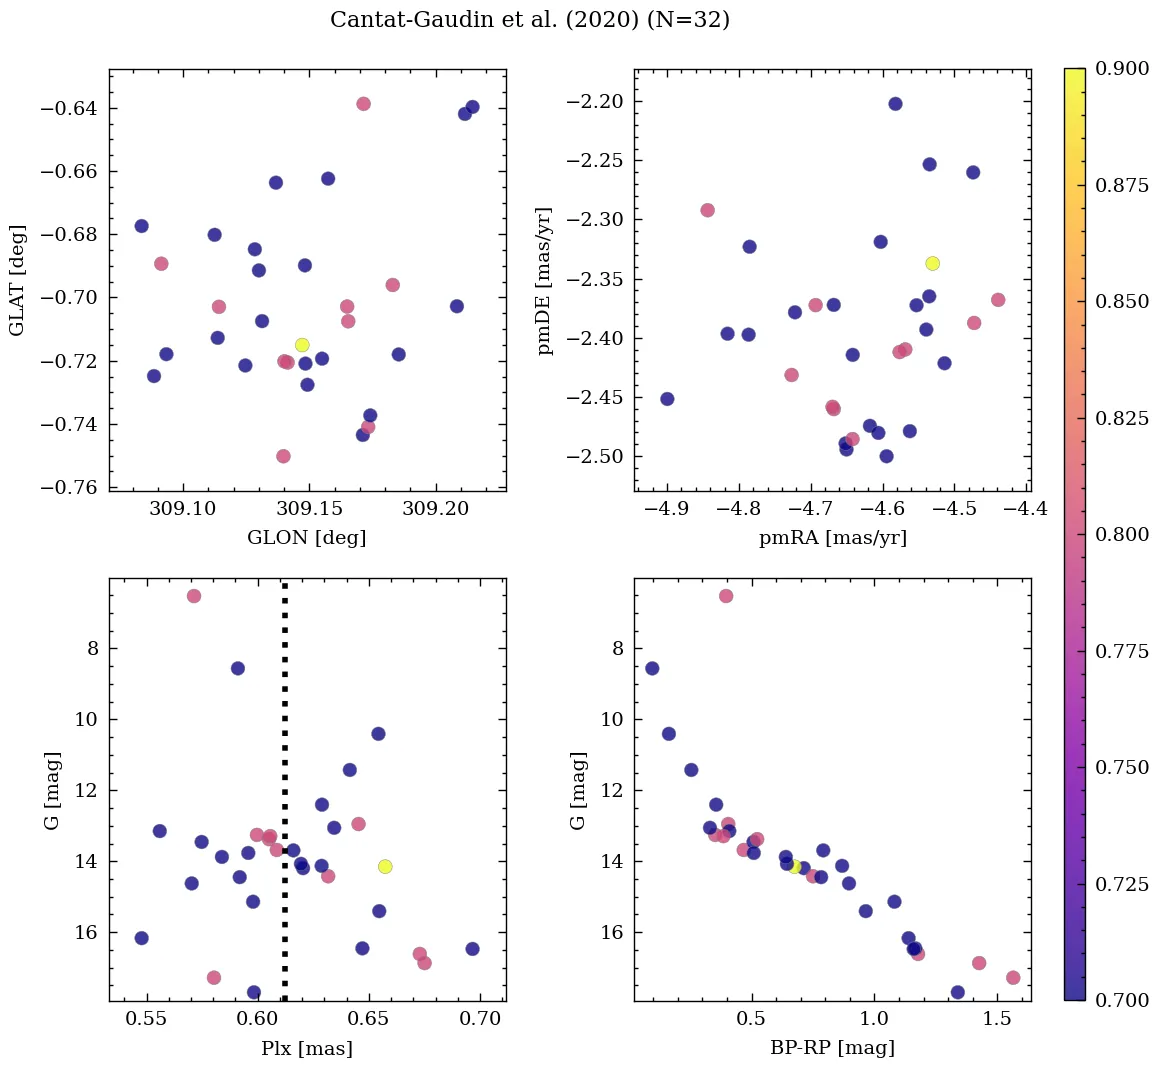 Cantat-Gaudin et al. (2020) (N=32)
−0.64
−0.66
−0.68
−0.70
−0.72
−0.74
−0.76
GLAT [deg]
309.10 309.15 309.20
GLON [deg]
−2.20
−2.25
−2.30
−2.35
−2.40
−2.45
−2.50
pmDE [mas/yr]
−4.9 −4.8 −4.7 −4.6 −4.5 −4.4
pmRA [mas/yr]
8
10
12
14
16
G [mag]
0.55 0.60 0.65 0.70
Plx [mas]
8
10
12
14
16
G [mag]
0.5 1.0 1.5
BP-RP [mag]
0.900
0.875
0.850
0.825
0.800
0.775
0.750
0.725
0.700